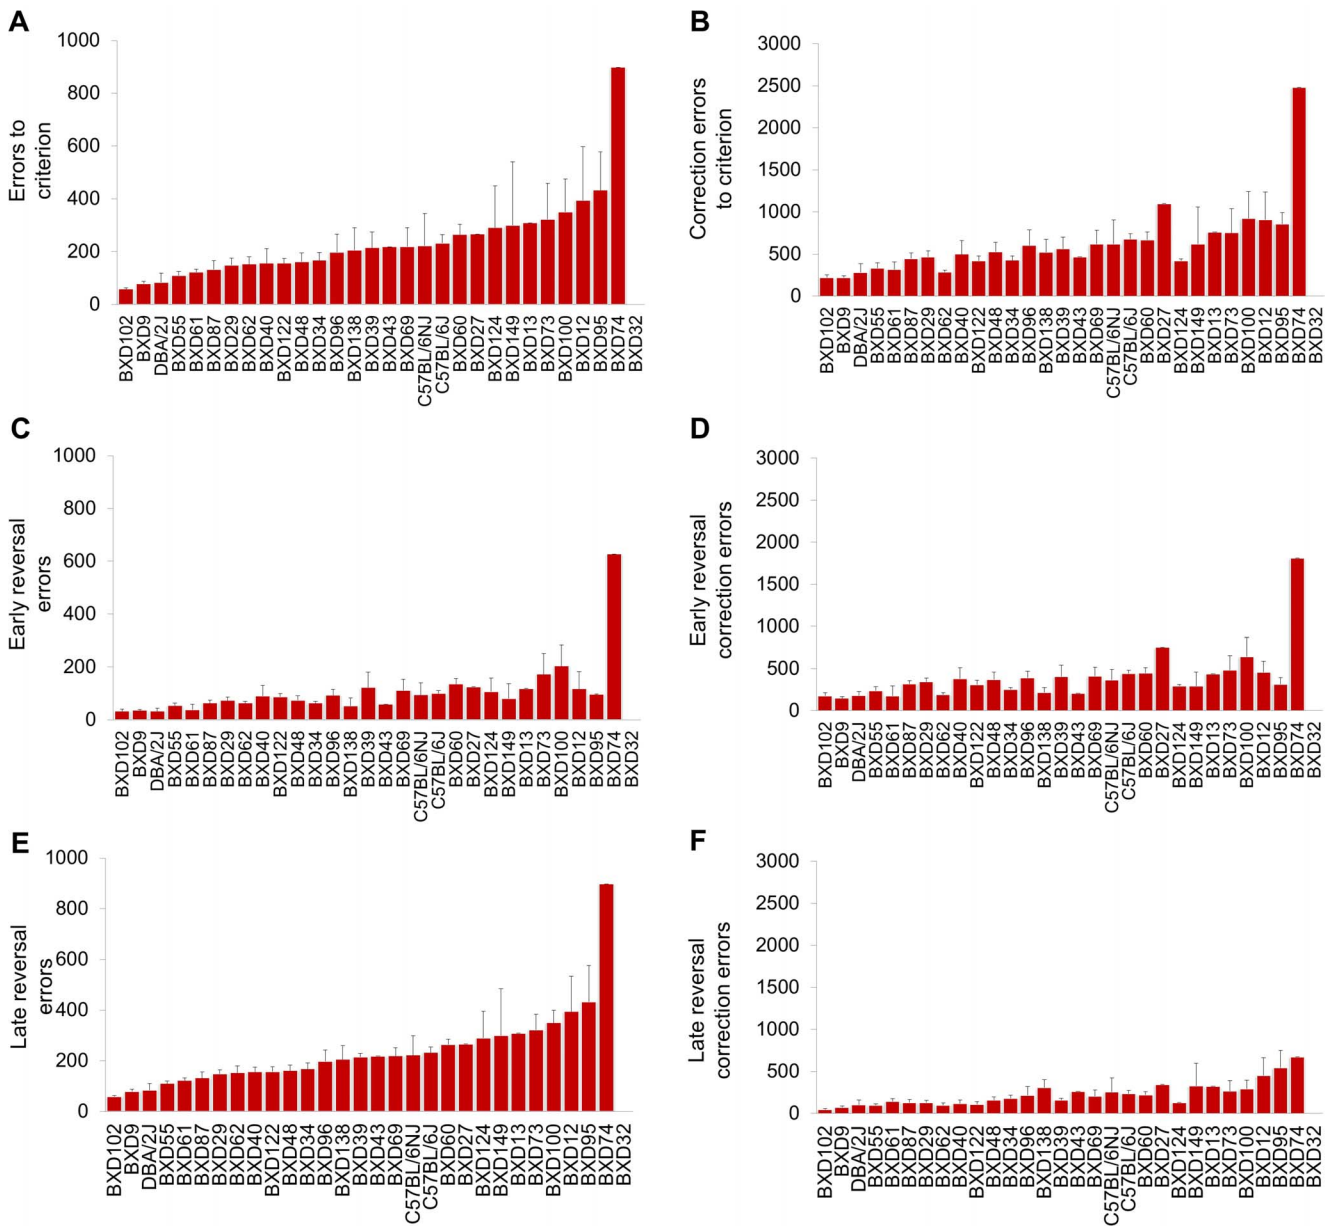 A
Errors to
criterion
1000
800
600
400
200
0
BXD102
BXD9
DBA/2J
BXD55
BXD61
BXD87
BXD29
BXD62
BXD40
BXD122
BXD48
BXD34
BXD96
BXD138
BXD39
BXD43
BXD69
C57BL/6NJ
C57BL/6J
BXD60
BXD27
BXD124
BXD149
BXD13
BXD73
BXD100
BXD12
BXD95
BXD74
BXD32
B
Correction errors
to criterion
3000
2500
2000
1500
1000
500
0
BXD102
BXD9
DBA/2J
BXD55
BXD61
BXD87
BXD29
BXD62
BXD40
BXD122
BXD48
BXD34
BXD96
BXD138
BXD39
BXD43
BXD69
C57BL/6NJ
C57BL/6J
BXD60
BXD27
BXD124
BXD149
BXD13
BXD73
BXD100
BXD12
BXD95
BXD74
BXD32
C
Early reversal
errors
1000
800
600
400
200
0
BXD102
BXD9
DBA/2J
BXD55
BXD61
BXD87
BXD29
BXD62
BXD40
BXD122
BXD48
BXD34
BXD96
BXD138
BXD39
BXD43
BXD69
C57BL/6NJ
C57BL/6J
BXD60
BXD27
BXD124
BXD149
BXD13
BXD73
BXD100
BXD12
BXD95
BXD74
BXD32
D
Early reversal
correction errors
3000
2500
2000
1500
1000
500
0
BXD102
BXD9
DBA/2J
BXD55
BXD61
BXD87
BXD29
BXD62
BXD40
BXD122
BXD48
BXD34
BXD96
BXD138
BXD39
BXD43
BXD69
C57BL/6NJ
C57BL/6J
BXD60
BXD27
BXD124
BXD149
BXD13
BXD73
BXD100
BXD12
BXD95
BXD74
BXD32
E
Late reversal
errors
1000
800
600
400
200
0
BXD102
BXD9
DBA/2J
BXD55
BXD61
BXD87
BXD29
BXD62
BXD40
BXD122
BXD48
BXD34
BXD96
BXD138
BXD39
BXD43
BXD69
C57BL/6NJ
C57BL/6J
BXD60
BXD27
BXD124
BXD149
BXD13
BXD73
BXD100
BXD12
BXD95
BXD74
BXD32
F
Late reversal
correction errors
3000
2500
2000
1500
1000
500
0
BXD102
BXD9
DBA/2J
BXD55
BXD61
BXD87
BXD29
BXD62
BXD40
BXD122
BXD48
BXD34
BXD96
BXD138
BXD39
BXD43
BXD69
C57BL/6NJ
C57BL/6J
BXD60
BXD27
BXD124
BXD149
BXD13
BXD73
BXD100
BXD12
BXD95
BXD74
BXD32